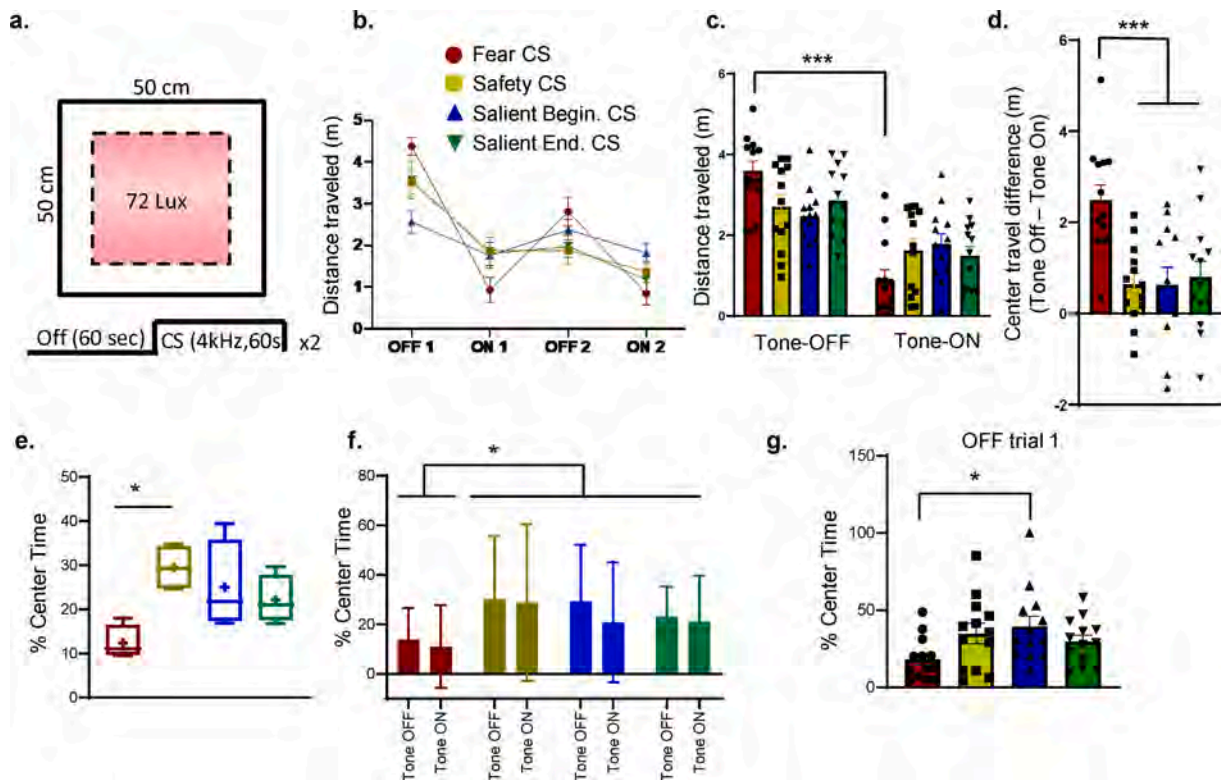 a.
50 cm
50 cm
72 Lux
Off (60 sec)
CS (4kHz,60s
x2
b.
Fear CS
Safety CS
Salient Begin. CS
Salient End. CS
Distance traveled (m)
5
4
3
2
1
0
OFF 1 ON 1 OFF 2 ON 2
c.
***
Distance traveled (m)
6
4
2
0
Tone-OFF Tone-ON
d.
***
Center travel difference (m)
(Tone Off – Tone On)
6
4
2
0
-2
e.
*
% Center Time
50
40
30
20
10
0
f.
*
% Center Time
80
60
40
20
0
Tone OFF
Tone ON
Tone OFF
Tone ON
Tone OFF
Tone ON
Tone OFF
Tone ON
g.
OFF trial 1
*
% Center Time
150
100
50
0